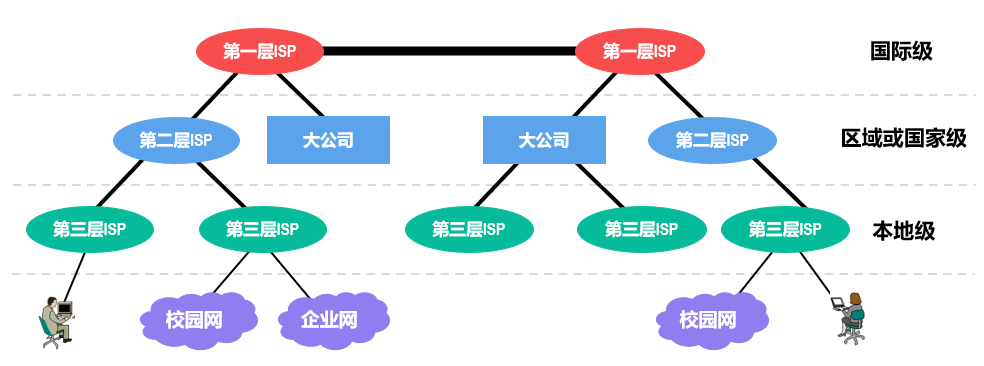 第一层ISP
第一层ISP
国际级
第二层ISP
大公司
大公司
第二层ISP
区域或国家级
第三层ISP
第三层ISP
第三层ISP
第三层ISP
第三层ISP
本地级
校园网
企业网
校园网